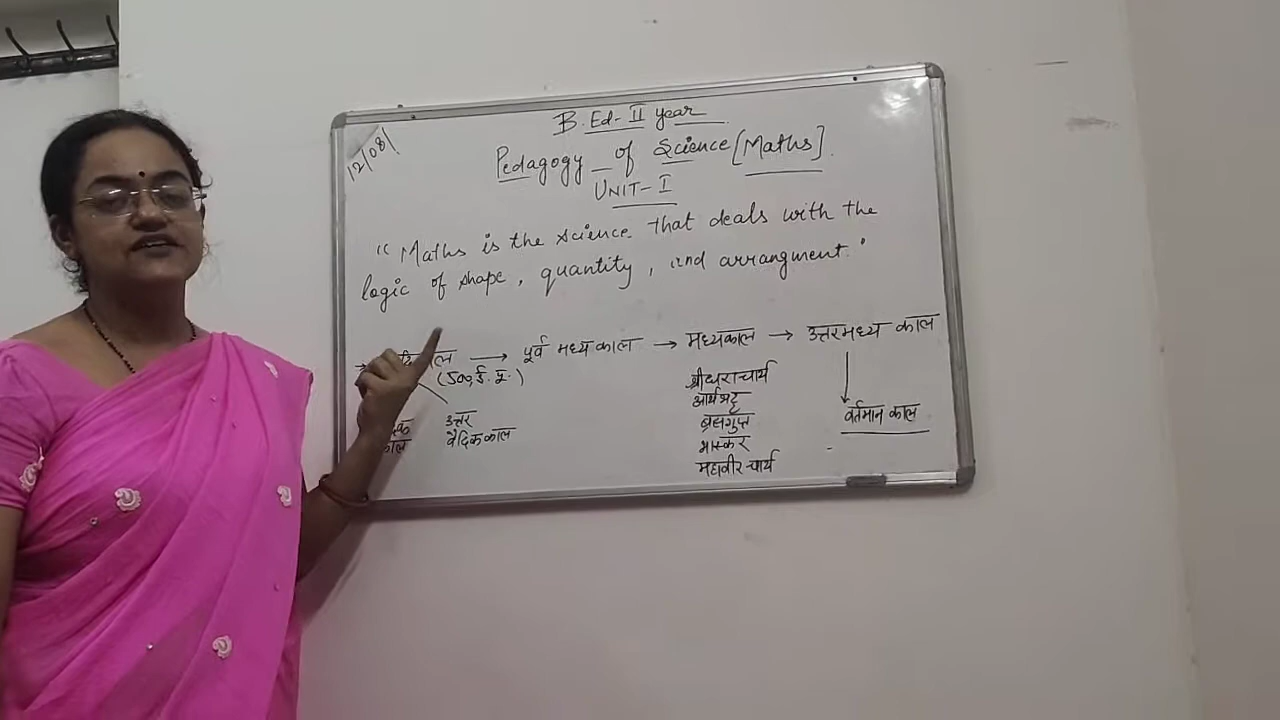 12/08/
B. Ed- II year
Pedagogy of Science [Maths]
UNIT- I
"Maths is the science that deals with the
logic of shape, quantity, and arrangment."
→ काल → पूर्व मध्य काल → मध्यकाल → उत्तरमध्य काल
(500 ई. पू.)
काल
उत्तर
वैदिक काल
श्रीधराचार्य
आर्यभट्ट
ब्रह्मगुप्त
भास्कर
महावीराचार्य
वर्तमान काल